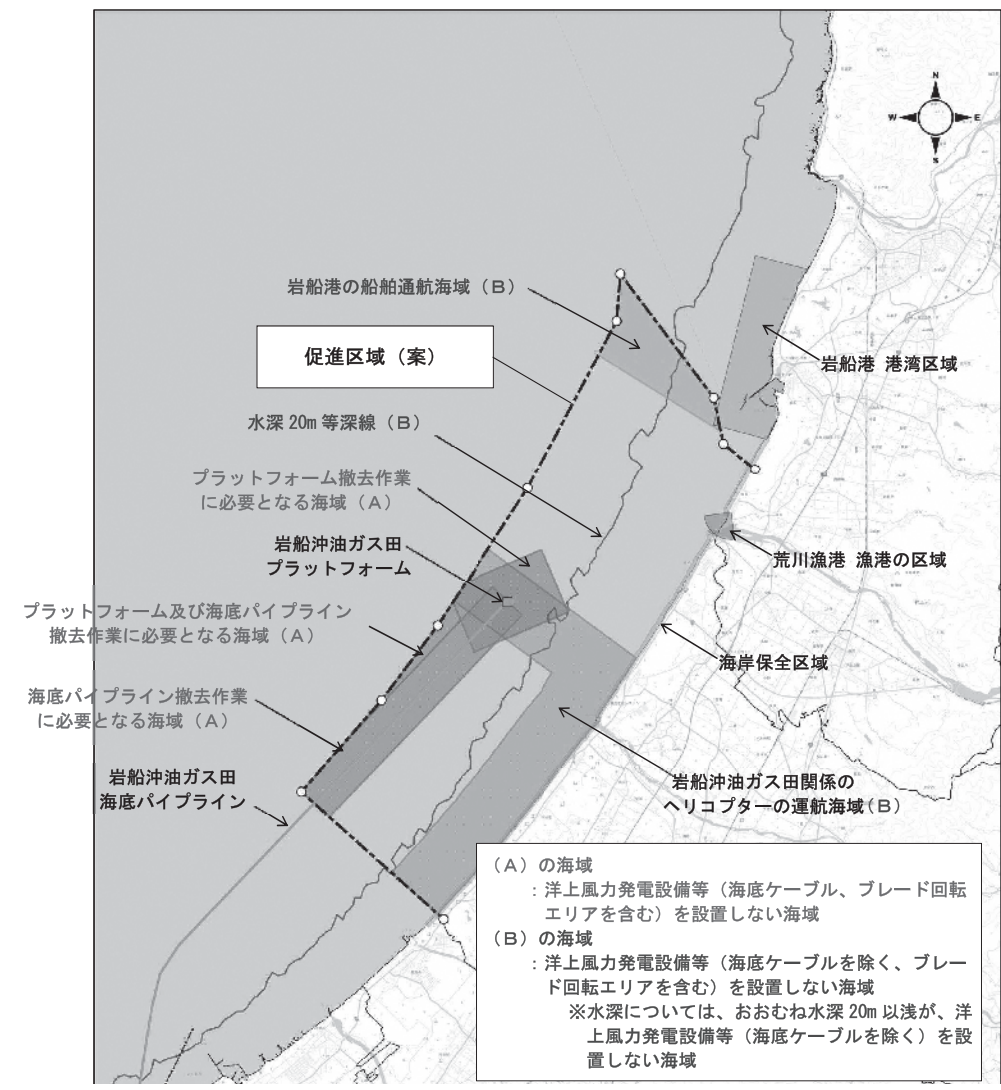 N
W
E
S
岩船港の船舶通航海域（B）
促進区域（案）
岩船港 港湾区域
水深20m等深線（B）
プラットフォーム撤去作業
に必要となる海域（A）
岩船沖油ガス田
プラットフォーム
荒川漁港 漁港の区域
プラットフォーム及び海底パイプライン
撤去作業に必要となる海域（A）
海岸保全区域
海底パイプライン撤去作業
に必要となる海域（A）
岩船沖油ガス田
海底パイプライン
岩船沖油ガス田関係の
ヘリコプターの運航海域(B)
（A）の海域
：洋上風力発電設備等（海底ケーブル、ブレード回転
エリアを含む）を設置しない海域
（B）の海域
：洋上風力発電設備等（海底ケーブルを除く、ブレー
ド回転エリアを含む）を設置しない海域
※水深については、おおむね水深20m以浅が、洋
上風力発電設備等（海底ケーブルを除く）を設
置しない海域